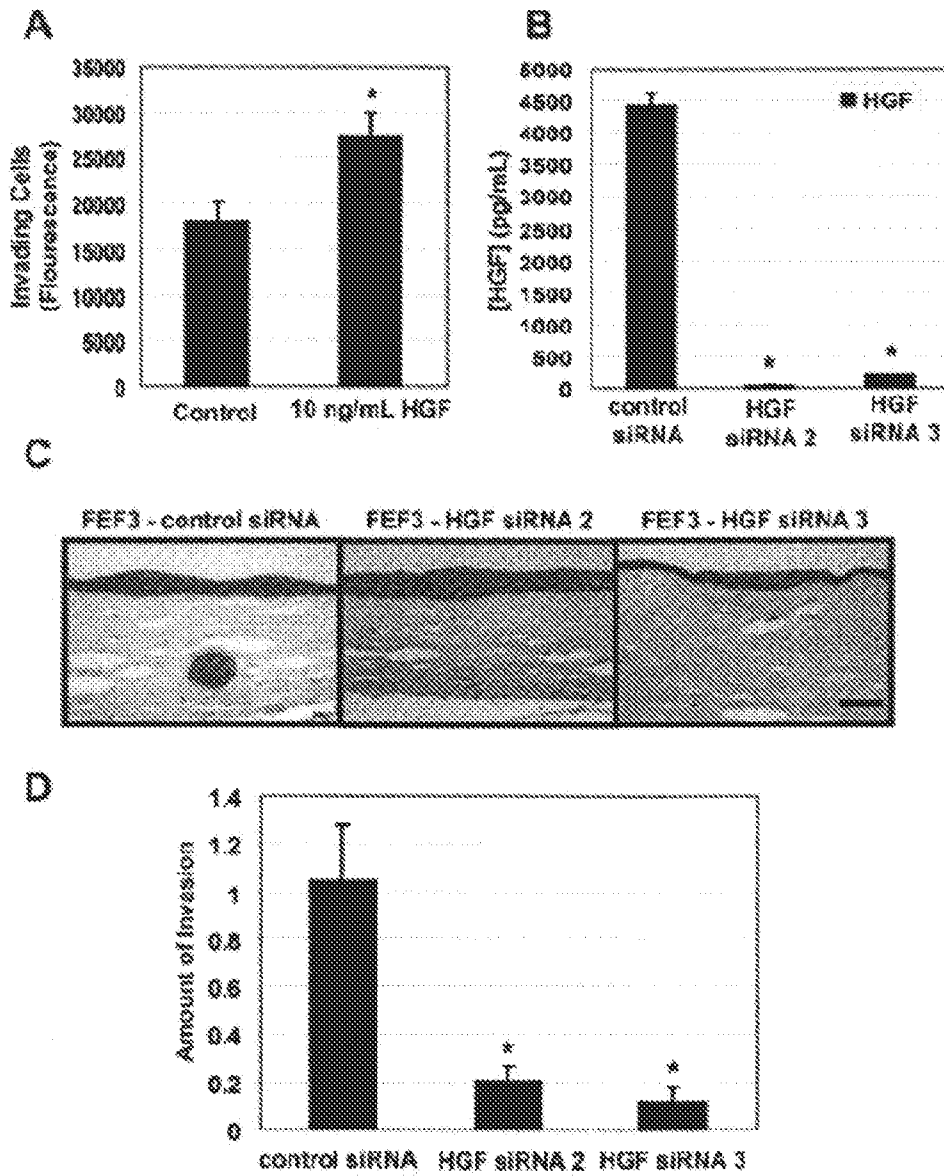 A
Invading Cells
(Flourescence)
35000
30000
25000
20000
15000
10000
5000
0
*
Control
10 ng/mL HGF
B
[HGF] (pg/mL)
5000
4500
4000
3500
3000
2500
2000
1500
1000
500
0
HGF
*
*
control
siRNA
HGF
siRNA 2
HGF
siRNA 3
C
FEF3 - control siRNA
FEF3 - HGF siRNA 2
FEF3 - HGF siRNA 3
D
Amount of Invasion
1.4
1.2
1
0.8
0.6
0.4
0.2
0
*
*
control siRNA
HGF siRNA 2
HGF siRNA 3